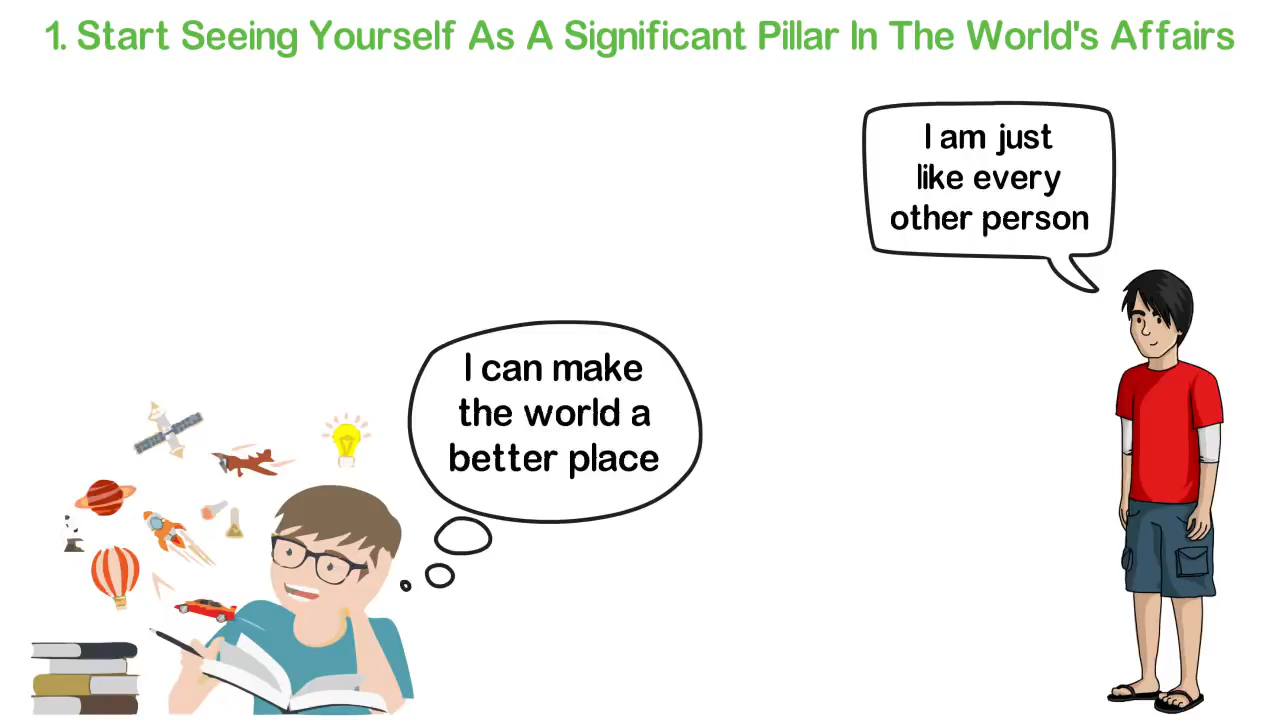 1. Start Seeing Yourself As A Significant Pillar In The World's Affairs
I am just
like every
other person
I can make
the world a
better place